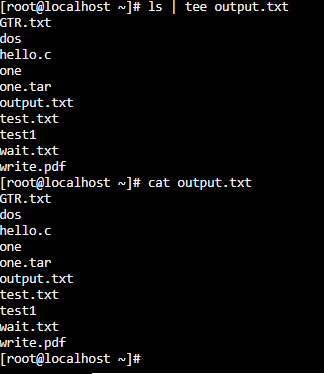 [root@localhost ~]# ls | tee output.txt
GTR.txt
dos
hello.c
one
one.tar
output.txt
test.txt
test1
wait.txt
write.pdf
[root@localhost ~]# cat output.txt
GTR.txt
dos
hello.c
one
one.tar
output.txt
test.txt
test1
wait.txt
write.pdf
[root@localhost ~]#